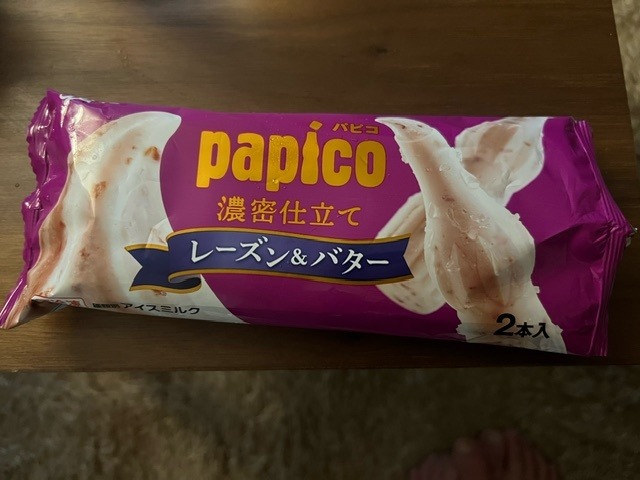 パピコ
papico
濃密仕立て
レーズン&バター
アイスミルク
2本入